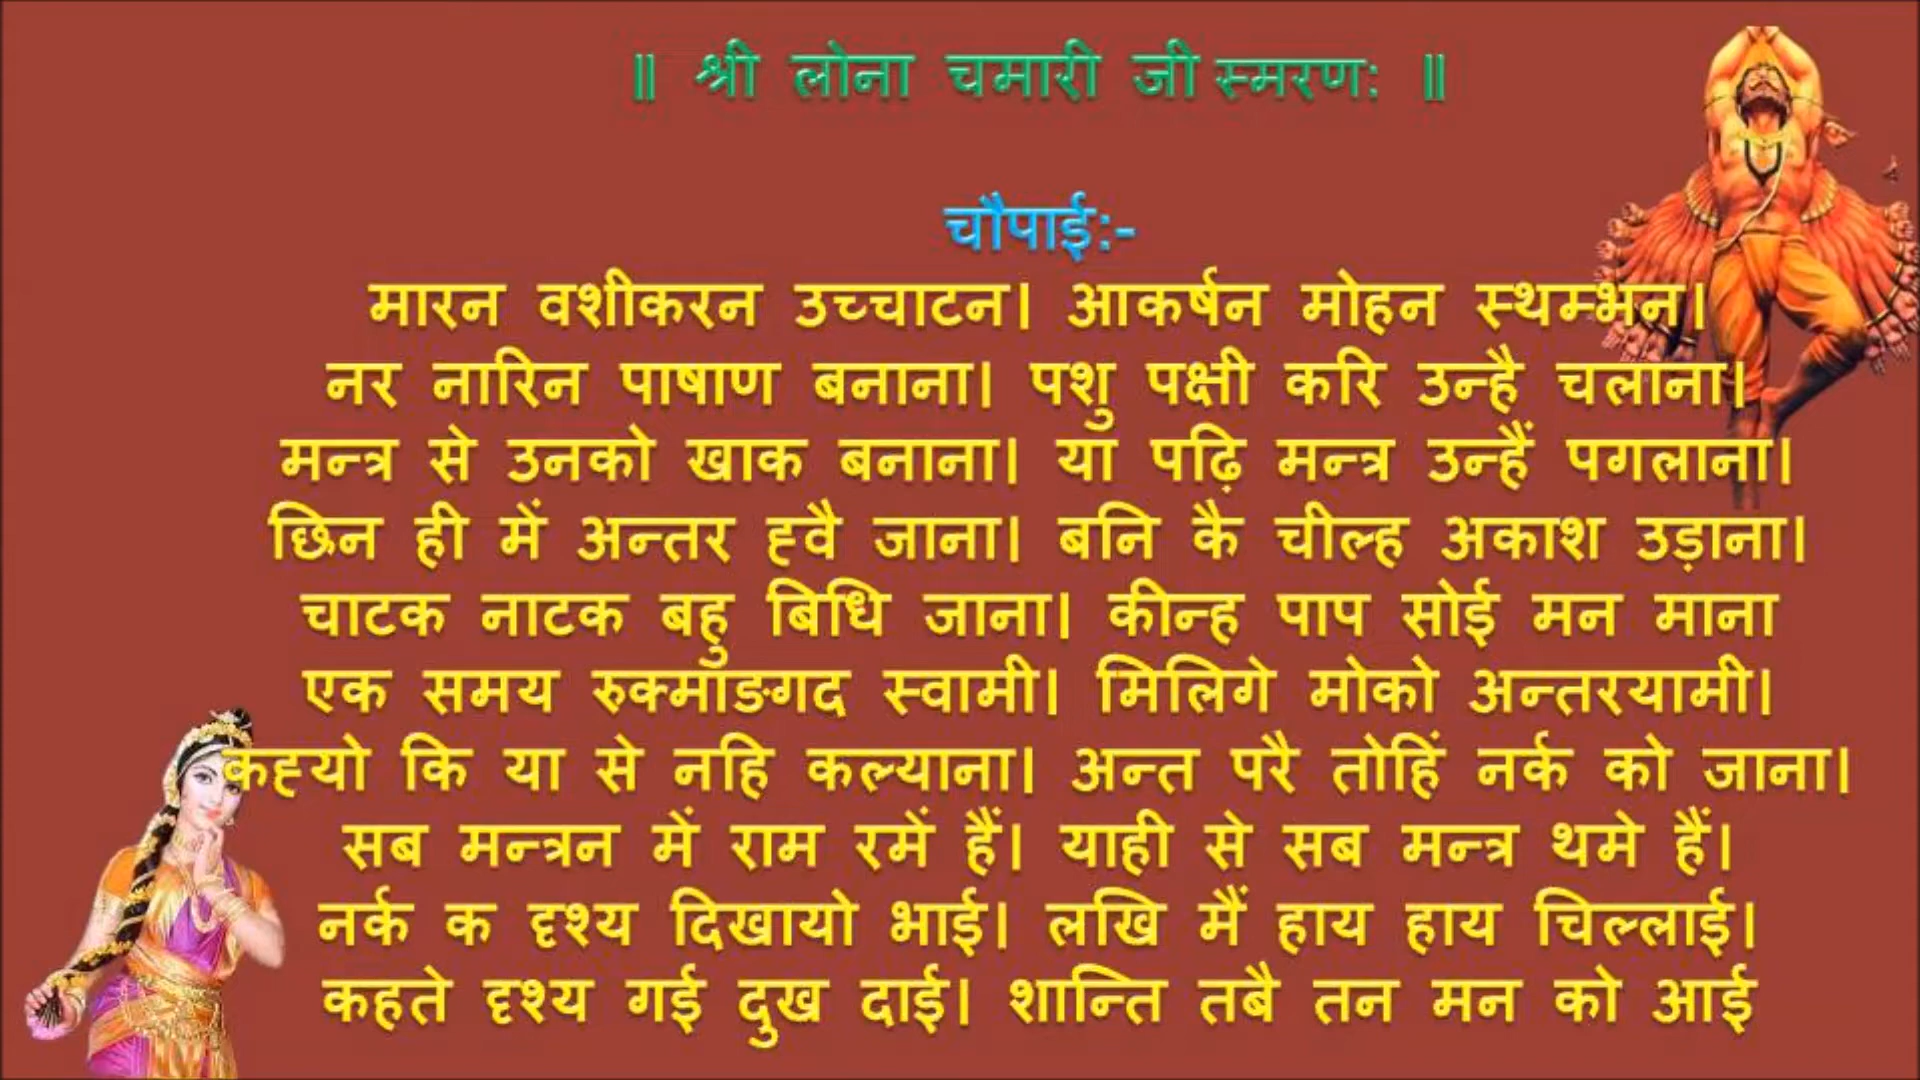 ॥ श्री लोना चमारी जी स्मरण: ॥
चौपाई:-
मारन वशीकरन उच्चाटन। आकर्षन मोहन स्थम्भन।
नर नारिन पाषाण बनाना। पशु पक्षी करि उन्है चलाना।
मन्त्र से उनको खाक बनाना। या पढ़ि मन्त्र उन्हैं पगलाना।
छिन ही में अन्तर ह्वै जाना। बनि कै चील्ह अकाश उड़ाना।
चाटक नाटक बहु बिधि जाना। कीन्ह पाप सोई मन माना
एक समय रुक्माँङगद स्वामी। मिलिगे मोको अन्तरयामी।
कह्यो कि या से नहि कल्याना। अन्त परै तोहिं नर्क को जाना।
सब मन्त्रन में राम रमें हैं। याही से सब मन्त्र थमे हैं।
नर्क क दृश्य दिखायो भाई। लखि मैं हाय हाय चिल्लाई।
कहते दृश्य गई दुख दाई। शान्ति तबै तन मन को आई